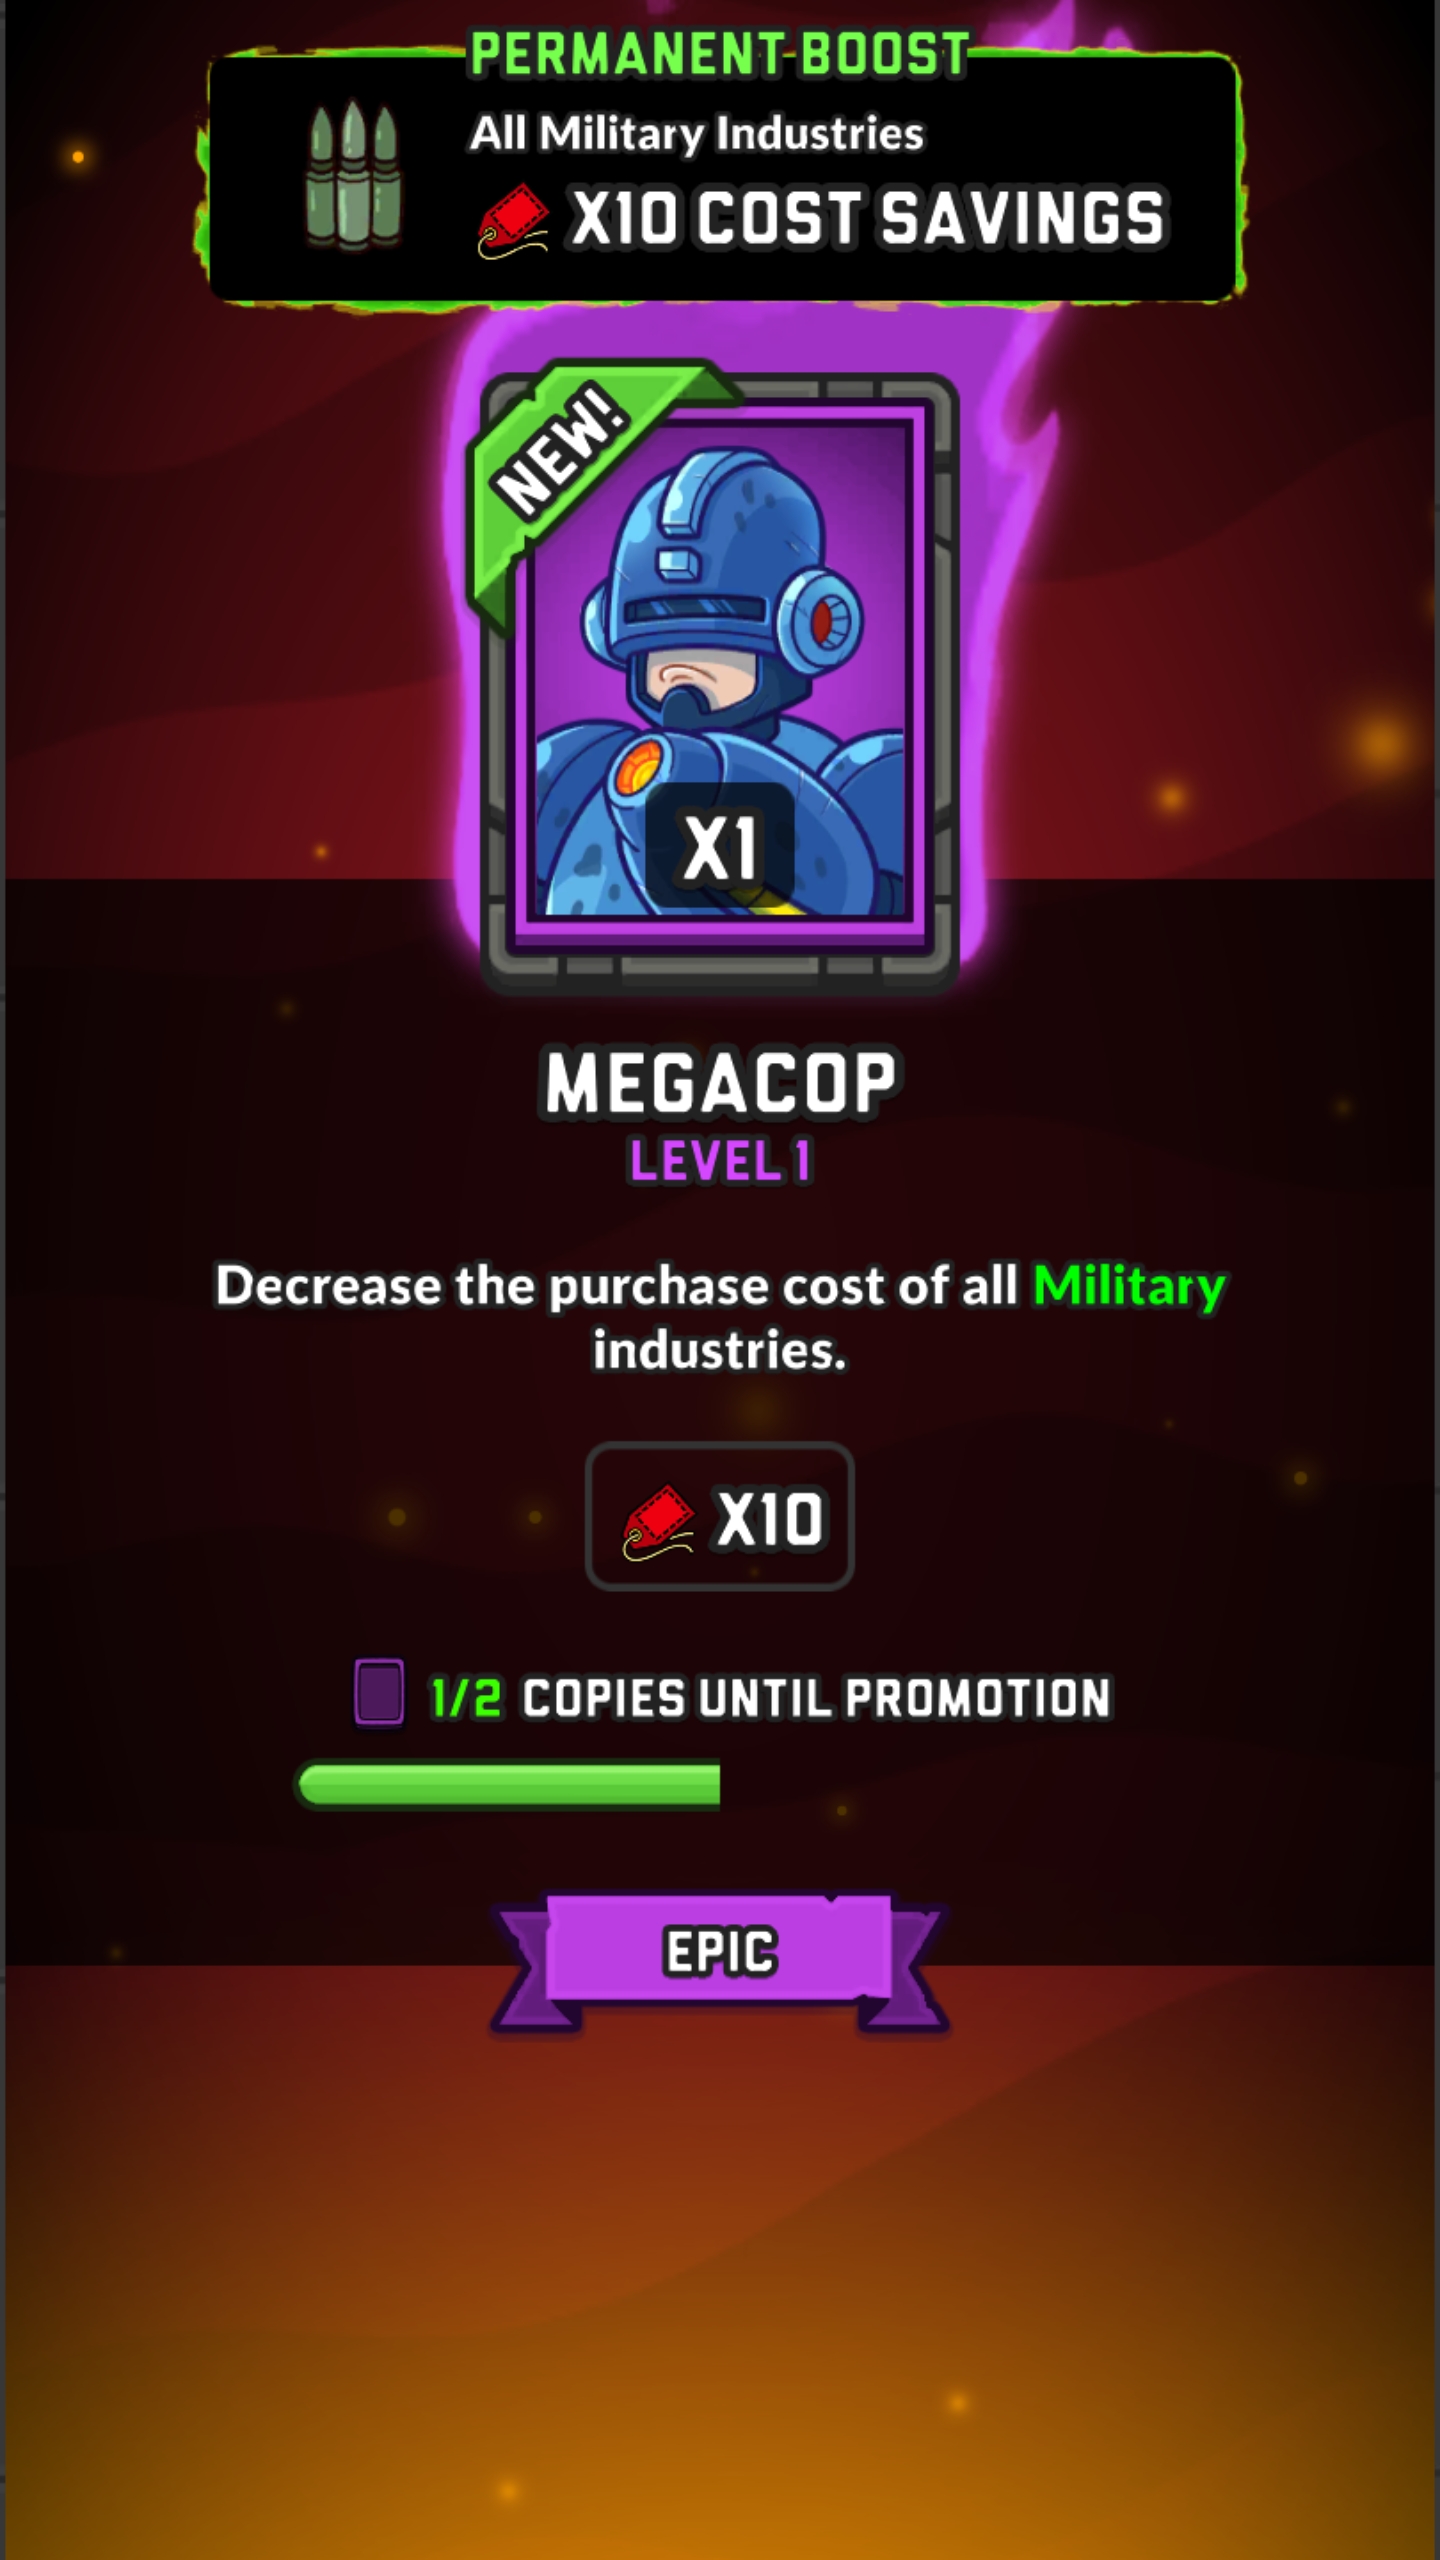 PERMANENT BOOST
All Military Industries
X10 COST SAVINGS
NEW!
X1
MEGACOP
LEVEL 1
Decrease the purchase cost of all Military
industries.
X10
1/2 COPIES UNTIL PROMOTION
EPIC